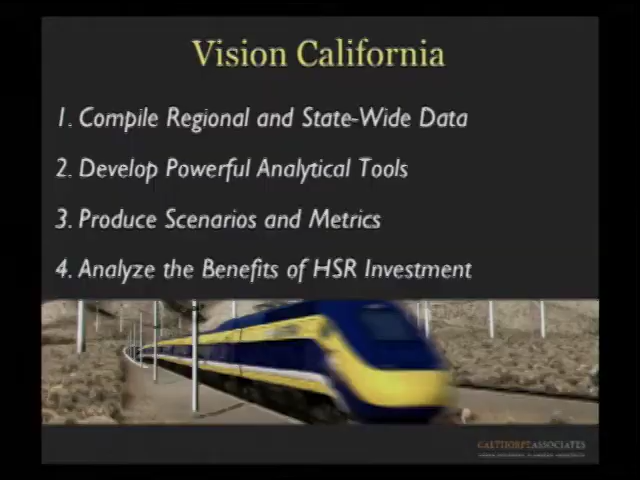 Vision California
1. Compile Regional and State-Wide Data
2. Develop Powerful Analytical Tools
3. Produce Scenarios and Metrics
4. Analyze the Benefits of HSR Investment
CALTHORPE ASSOCIATES